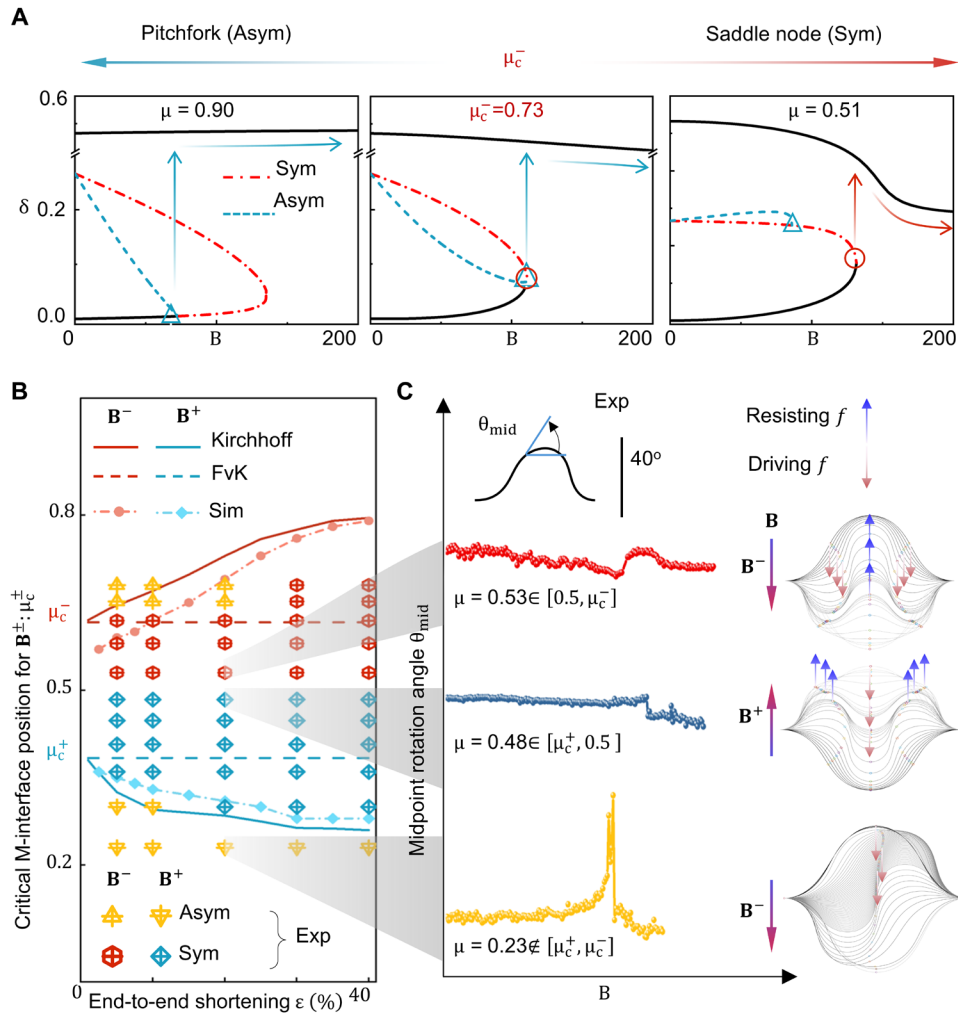 A
Pitchfork (Asym)
μc⁻
Saddle node (Sym)
0.6
0.2
0.0
δ
μ = 0.90
Sym
Asym
0
B
200
μc⁻=0.73
0
B
200
μ = 0.51
0
B
200
B
B⁻
B⁺
Kirchhoff
FvK
Sim
0.8
μc⁻
0.5
μc⁺
0.2
Critical M-interface position for B±: μc±
B⁻
B⁺
Asym
Sym
Exp
0
40
End-to-end shortening ε (%)
C
Exp
θmid
40°
Midpoint rotation angle θmid
μ = 0.53∈ [0.5, μc⁻]
μ = 0.48∈ [μc⁺, 0.5 ]
μ = 0.23∉ [μc⁺, μc⁻]
B
Resisting f
Driving f
B
B⁻
B⁺
B⁻